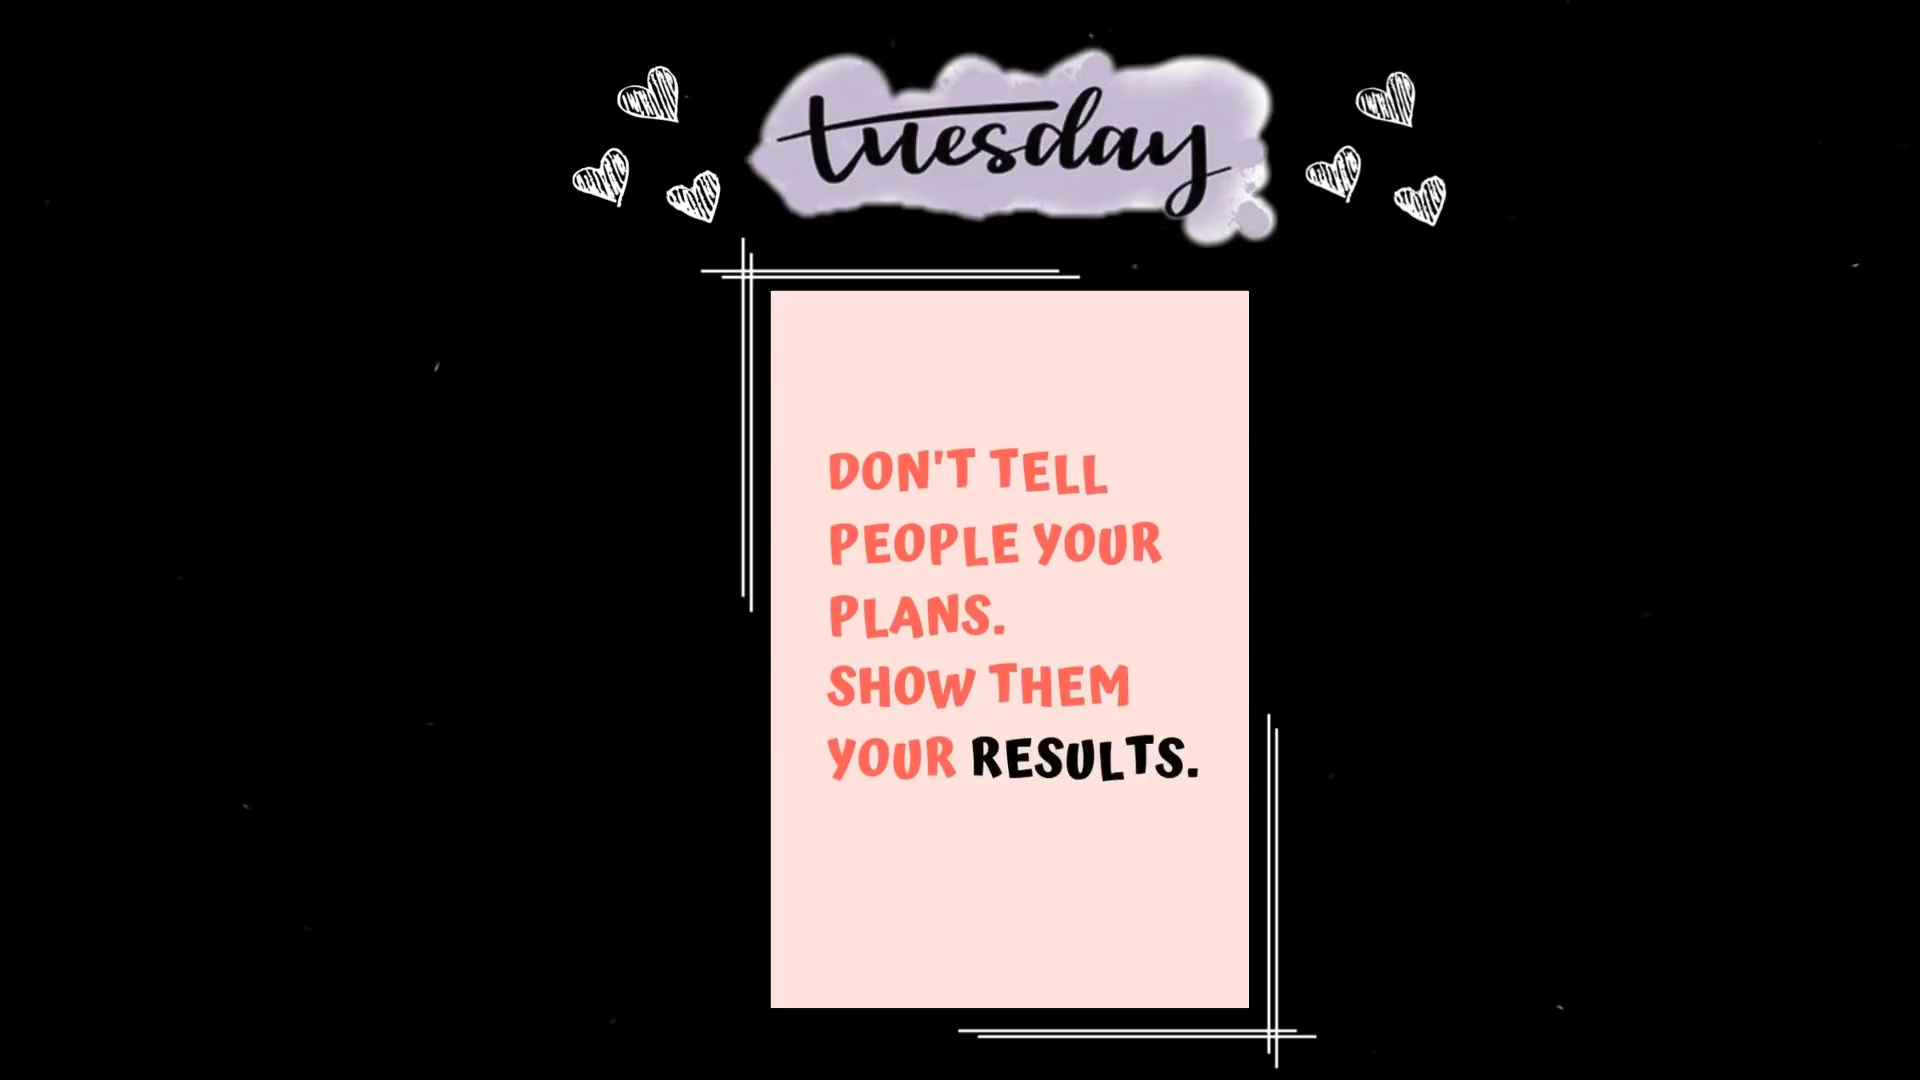 tuesday
DON'T TELL
PEOPLE YOUR
PLANS.
SHOW THEM
YOUR RESULTS.